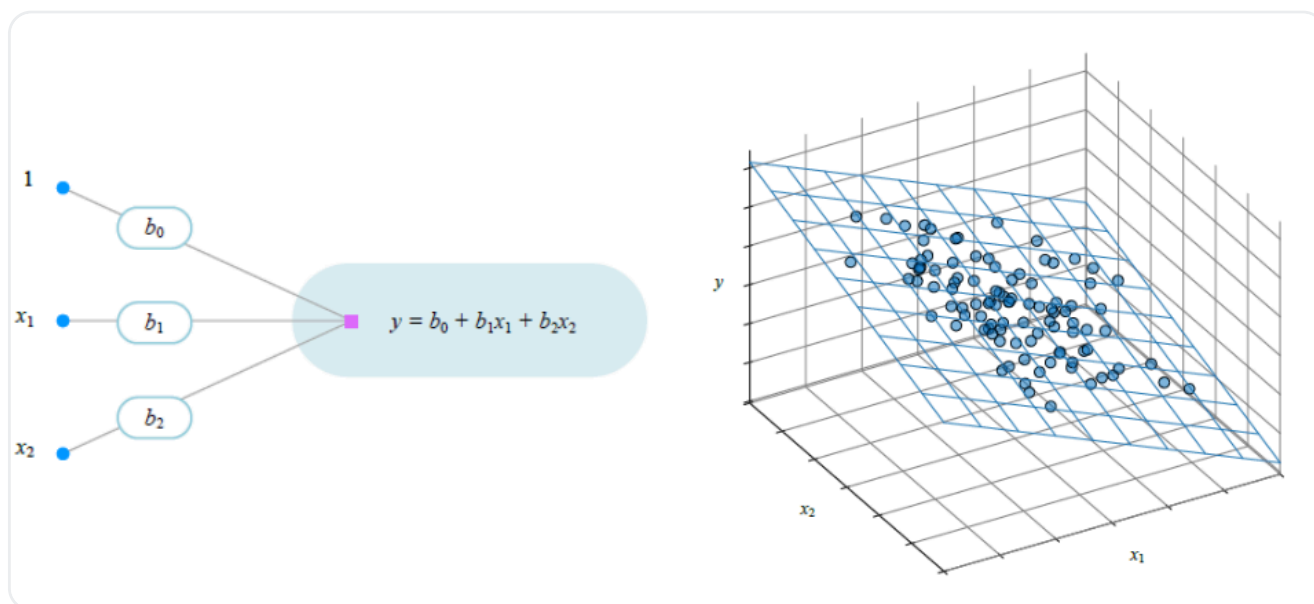 1
b₀
x₁
b₁
y = b₀ + b₁x₁ + b₂x₂
b₂
x₂
y
x₂
x₁